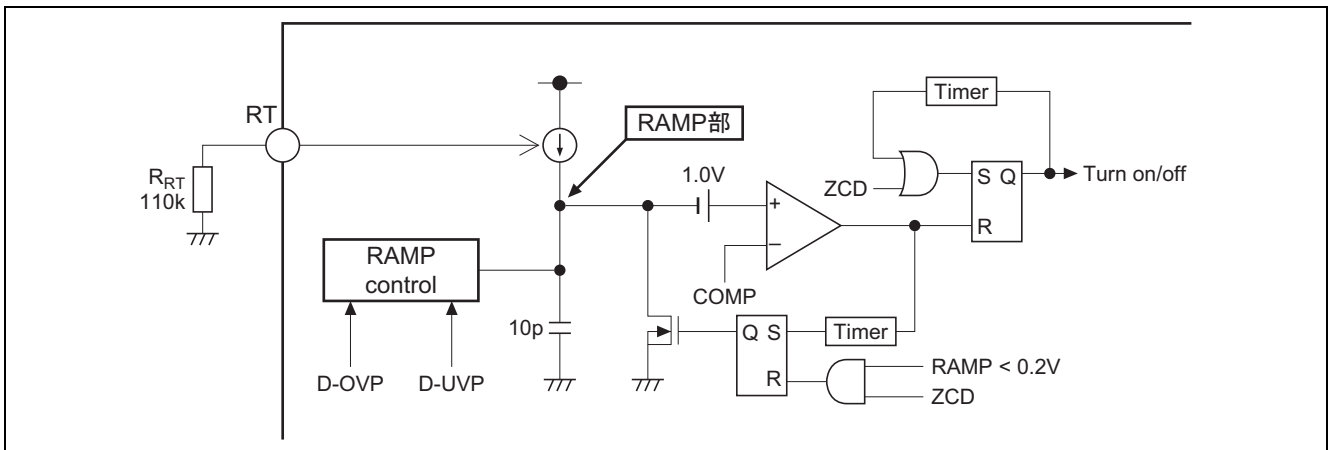 Timer
RT
RAMP部
1.0V
R_RT
110k
ZCD
S Q
R
Turn on/off
+
−
COMP
RAMP
control
10p
Q S
R
Timer
RAMP < 0.2V
ZCD
D-OVP
D-UVP